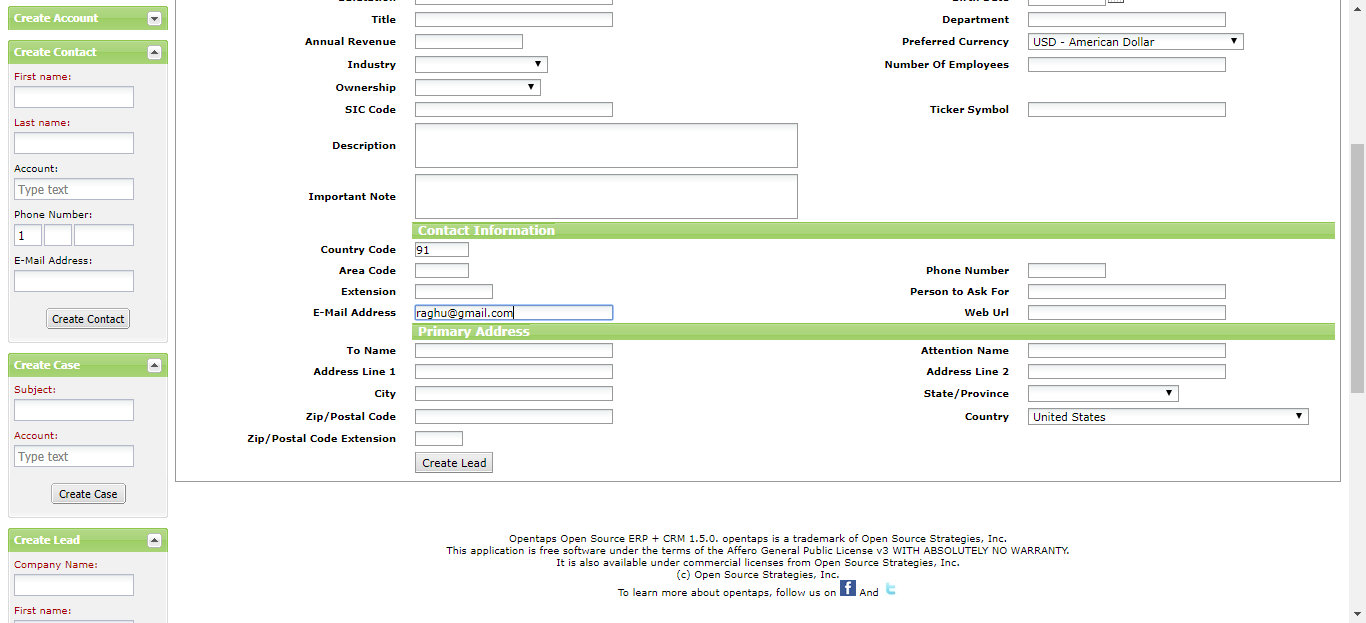 Create Account
Create Contact
First name:
Last name:
Account:
Type text
Phone Number:
1
E-Mail Address:
Create Contact
Create Case
Subject:
Account:
Type text
Create Case
Create Lead
Company Name:
First name:
Title
Department
Annual Revenue
Preferred Currency USD - American Dollar
Industry
Number Of Employees
Ownership
SIC Code
Ticker Symbol
Description
Important Note
Contact Information
Country Code 91
Area Code
Phone Number
Extension
Person to Ask For
E-Mail Address raghu@gmail.com
Web Url
Primary Address
To Name
Attention Name
Address Line 1
Address Line 2
City
State/Province
Zip/Postal Code
Country United States
Zip/Postal Code Extension
Create Lead
Opentaps Open Source ERP + CRM 1.5.0. opentaps is a trademark of Open Source Strategies, Inc.
This application is free software under the terms of the Affero General Public License v3 WITH ABSOLUTELY NO WARRANTY.
It is also available under commercial licenses from Open Source Strategies, Inc.
(c) Open Source Strategies, Inc.
To learn more about opentaps, follow us on f And t